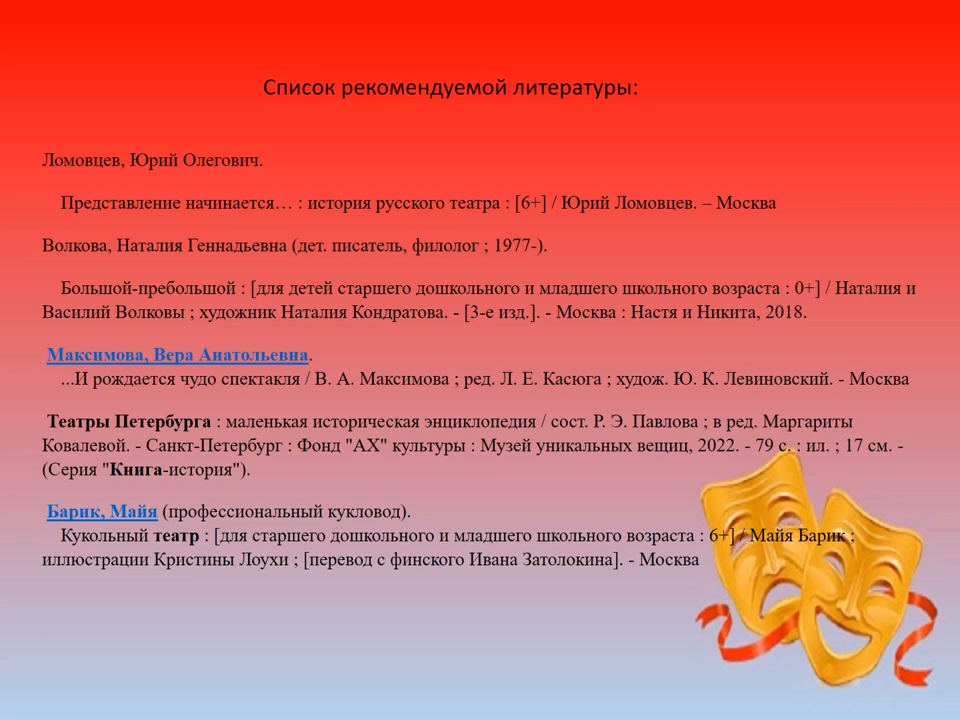 Список рекомендуемой литературы:
Ломовцев, Юрий Олегович.
Представление начинается… : история русского театра : [6+] / Юрий Ломовцев. – Москва
Волкова, Наталия Геннадьевна (дет. писатель, филолог ; 1977-).
Большой-пребольшой : [для детей старшего дошкольного и младшего школьного возраста : 0+] / Наталия и
Василий Волковы ; художник Наталия Кондратова. - [3-е изд.]. - Москва : Настя и Никита, 2018.
Максимова, Вера Анатольевна.
...И рождается чудо спектакля / В. А. Максимова ; ред. Л. Е. Касюга ; худож. Ю. К. Левиновский. - Москва
Театры Петербурга : маленькая историческая энциклопедия / сост. Р. Э. Павлова ; в ред. Маргариты
Ковалевой. - Санкт-Петербург : Фонд "АХ" культуры : Музей уникальных вещиц, 2022. - 79 с. : ил. ; 17 см. -
(Серия "Книга-история").
Барик, Майя (профессиональный кукловод).
Кукольный театр : [для старшего дошкольного и младшего школьного возраста : 6+] / Майя Барик ;
иллюстрации Кристины Лоухи ; [перевод с финского Ивана Затолокина]. - Москва